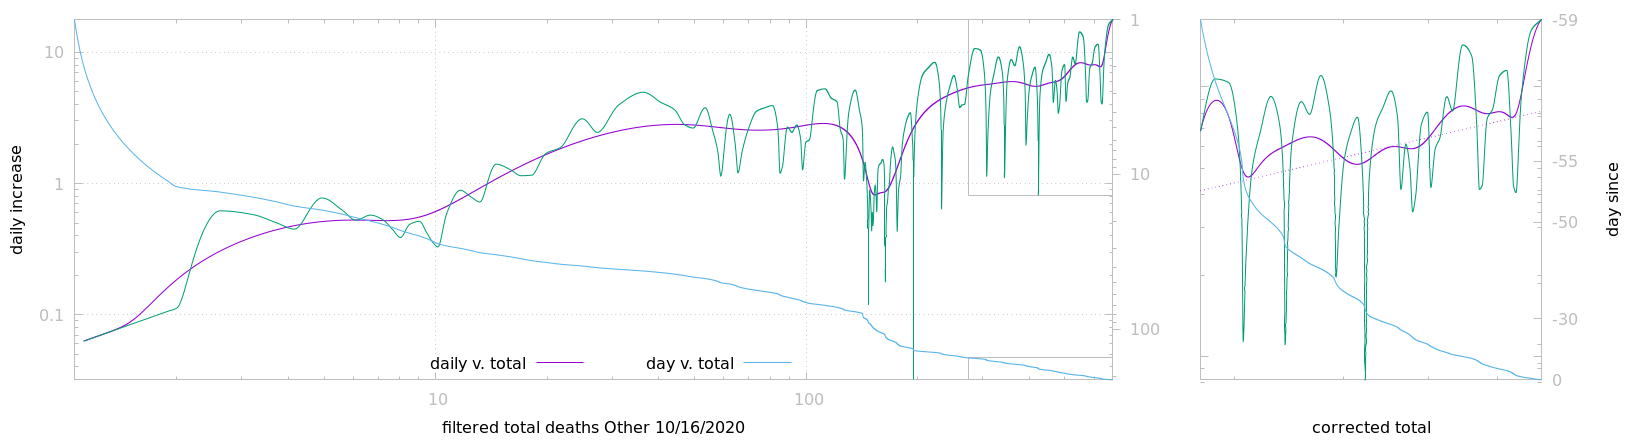 daily increase
10
1
0.1
10
100
1
10
100
daily v. total
day v. total
filtered total deaths Other 10/16/2020
-59
-55
-50
-30
0
day since
corrected total